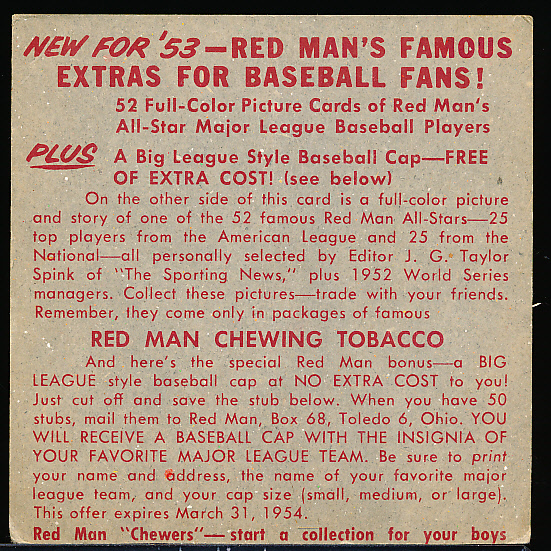 NEW FOR '53—RED MAN'S FAMOUS
EXTRAS FOR BASEBALL FANS!
52 Full-Color Picture Cards of Red Man's
All-Star Major League Baseball Players
PLUS A Big League Style Baseball Cap—FREE
OF EXTRA COST! (see below)
On the other side of this card is a full-color picture
and story of one of the 52 famous Red Man All-Stars—25
top players from the American League and 25 from the
National—all personally selected by Editor J. G. Taylor
Spink of "The Sporting News," plus 1952 World Series
managers. Collect these pictures—trade with your friends.
Remember, they come only in packages of famous
RED MAN CHEWING TOBACCO
And here's the special Red Man bonus—a BIG
LEAGUE style baseball cap at NO EXTRA COST to you!
Just cut off and save the stub below. When you have 50
stubs, mail them to Red Man, Box 68, Toledo 6, Ohio. YOU
WILL RECEIVE A BASEBALL CAP WITH THE INSIGNIA OF
YOUR FAVORITE MAJOR LEAGUE TEAM. Be sure to print
your name and address, the name of your favorite major
league team, and your cap size (small, medium, or large).
This offer expires March 31, 1954.
Red Man "Chewers"—start a collection for your boys